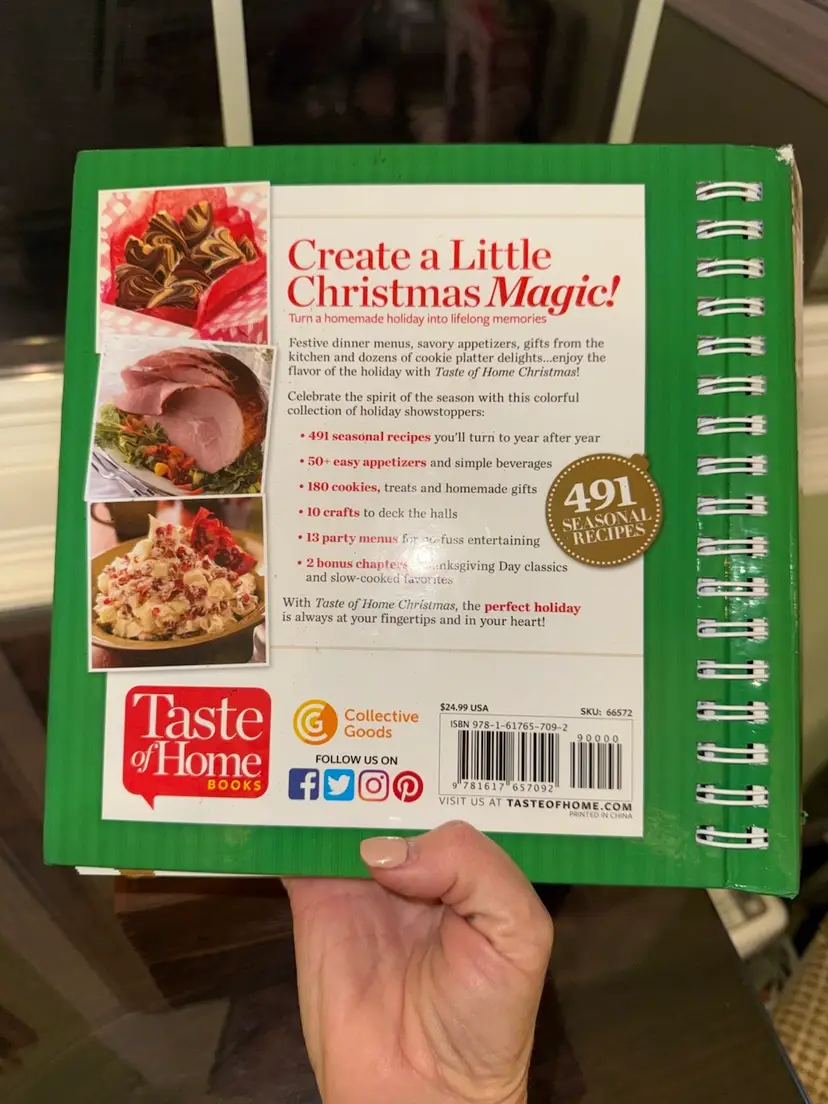 Create a Little
Christmas Magic!
Turn a homemade holiday into lifelong memories
Festive dinner menus, savory appetizers, gifts from the
kitchen and dozens of cookie platter delights...enjoy the
flavor of the holiday with Taste of Home Christmas!
Celebrate the spirit of the season with this colorful
collection of holiday showstoppers:
• 491 seasonal recipes you'll turn to year after year
• 50+ easy appetizers and simple beverages
• 180 cookies, treats and homemade gifts
• 10 crafts to deck the halls
• 13 party menus for entertaining
• 2 bonus chapters Day classics
and slow-cooked favorites
491
SEASONAL
RECIPES
With Taste of Home Christmas, the perfect holiday
is always at your fingertips and in your heart!
Taste
of Home
BOOKS
G
Collective
Goods
FOLLOW US ON
$24.99 USA
SKU: 66572
ISBN 978-1-61765-709-2
90000
9 781617 657092
VISIT US AT TASTEOFHOME.COM
PRINTED IN CHINA